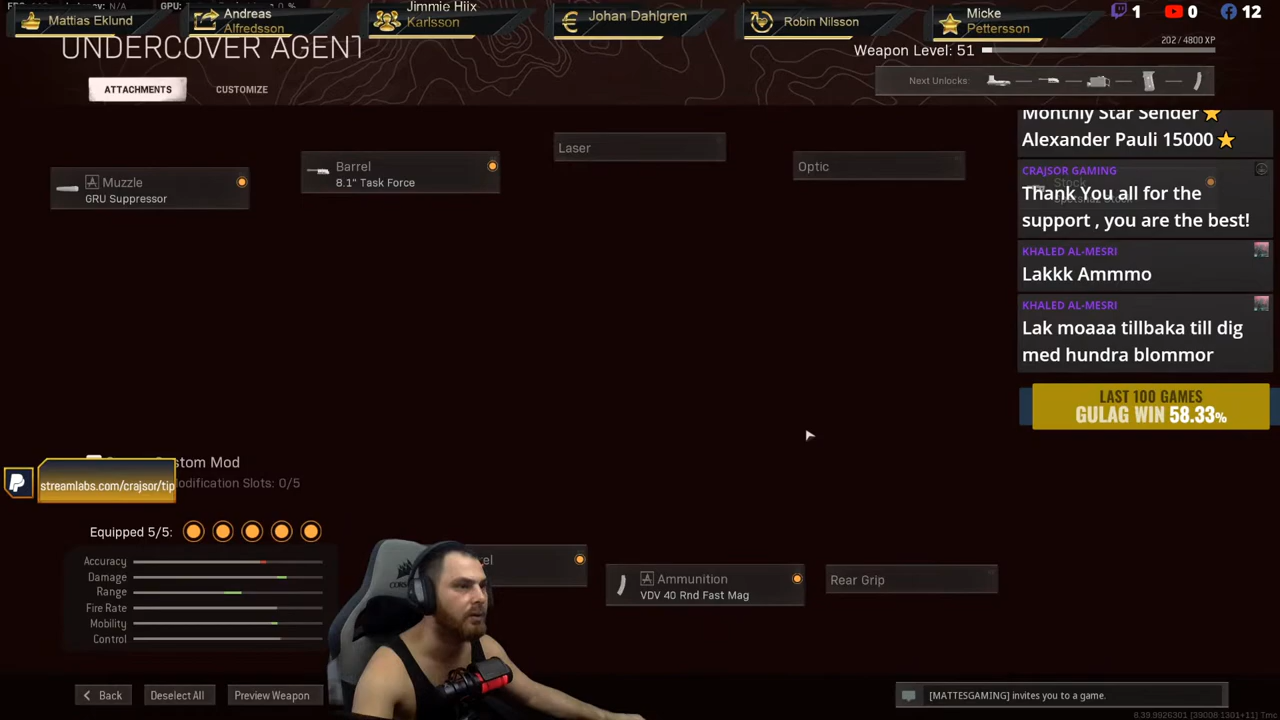 Mattias Eklund
Andreas
Alfredsson
Jimmie Hiix
Karlsson
Johan Dahlgren
Robin Nilsson
Micke
Pettersson
1
0
12
UNDERCOVER AGENT
Weapon Level: 51
202 / 4800 XP
ATTACHMENTS
CUSTOMIZE
Next Unlocks:
Muzzle
GRU Suppressor
Barrel
8.1" Task Force
Laser
Optic
Stock
Monthly Star Sender
Alexander Pauli 15000
CRAJSOR GAMING
Thank You all for the
support , you are the best!
KHALED AL-MESRI
Lakkk Ammmo
KHALED AL-MESRI
Lak moaaa tillbaka till dig
med hundra blommor
LAST 100 GAMES
GULAG WIN 58.33%
stom Mod
odification Slots: 0/5
streamlabs.com/crajsor/tip
Equipped 5/5:
Accuracy
Damage
Range
Fire Rate
Mobility
Control
Ammunition
VDV 40 Rnd Fast Mag
Rear Grip
Back
Deselect All
Preview Weapon
[MATTESGAMING] invites you to a game.